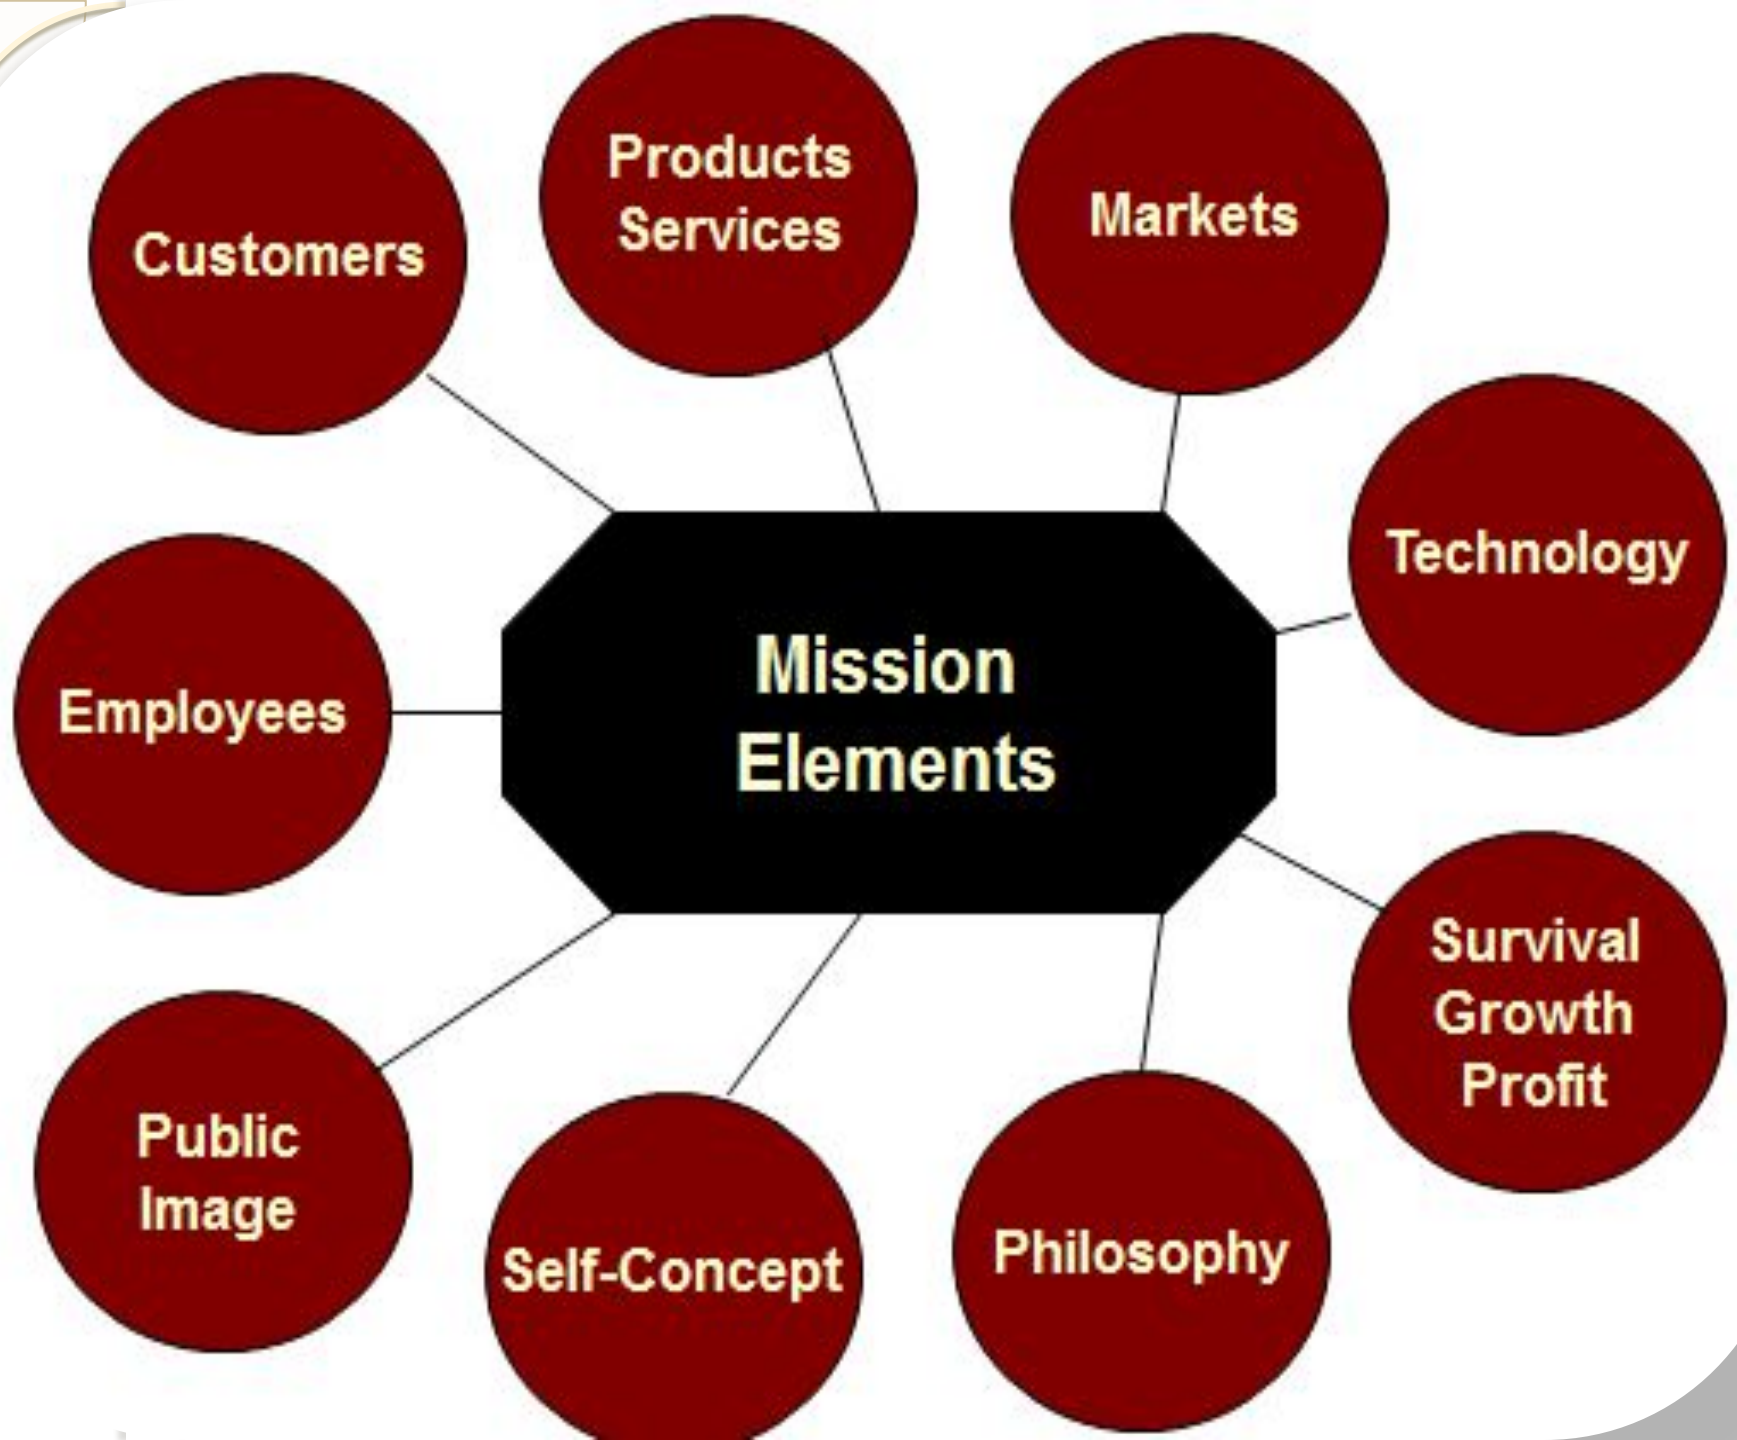 Customers
Products
Services
Markets
Technology
Mission
Elements
Employees
Survival
Growth
Profit
Public
Image
Self-Concept
Philosophy